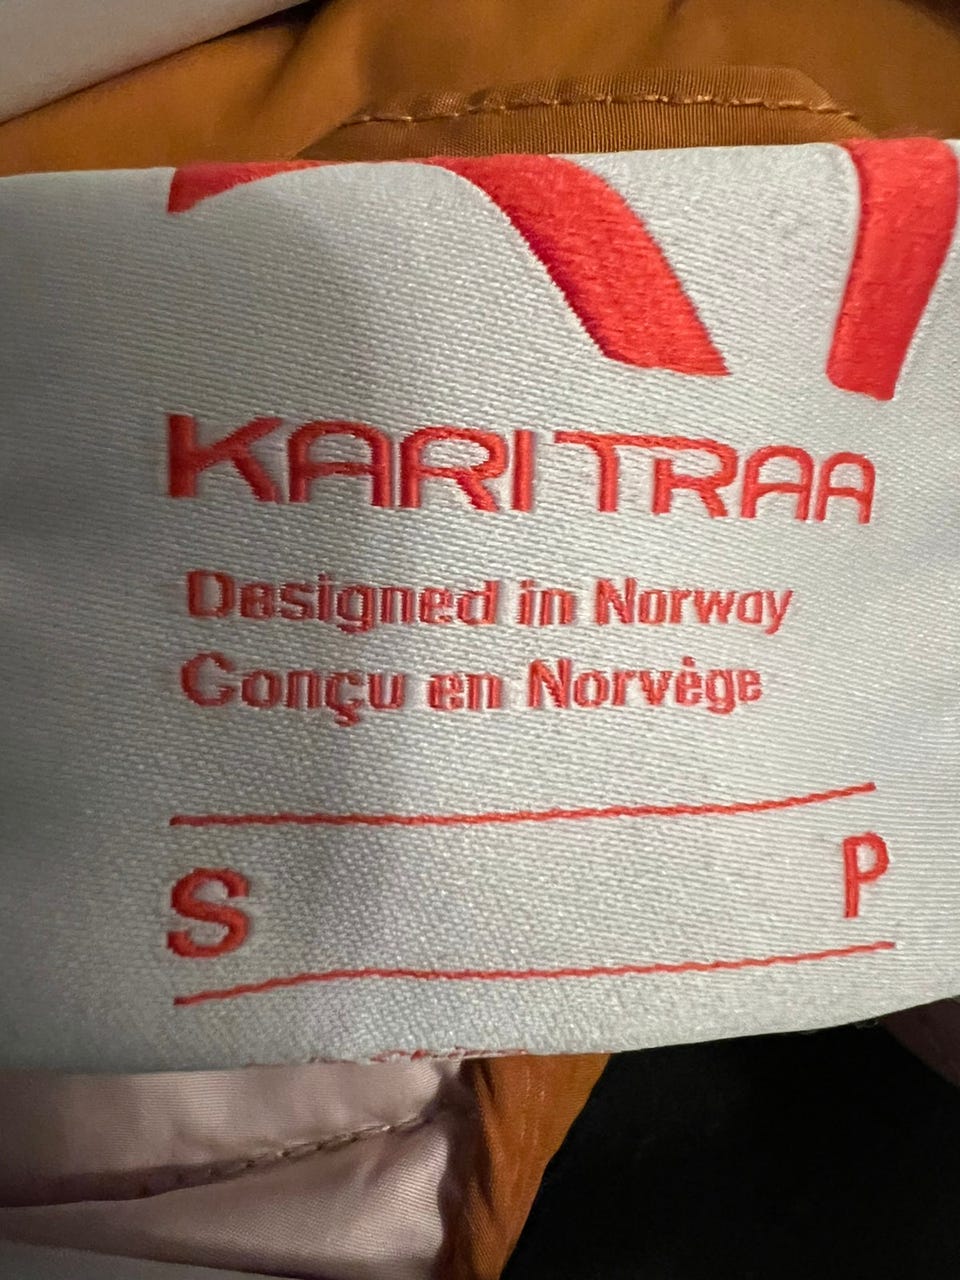 KARI TRAA
Designed in Norway
Conçu en Norvège
S P